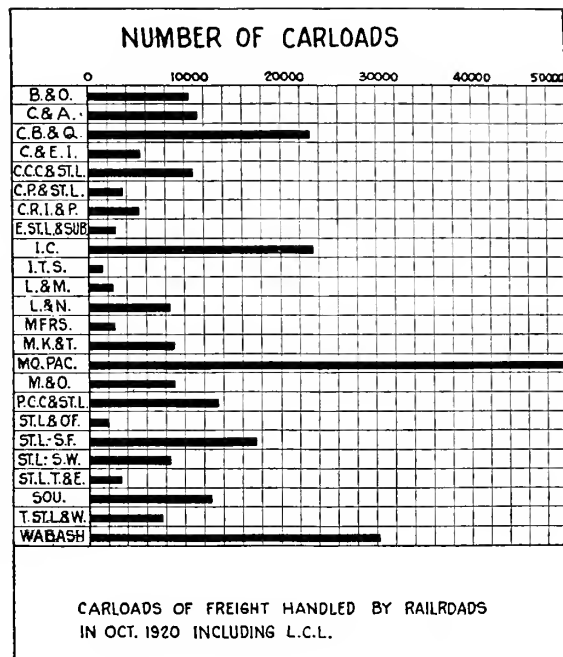 NUMBER OF CARLOADS
0 10000 20000 30000 40000 50000
B.&O.
C.& A.
C.B.& Q.
C.& E.I.
C.C.C & ST.L.
C.P.& ST.L.
C.R.I.& P.
E.ST.L.& SUB.
I.C.
I.T.S.
L.& M.
L.& N.
MFRS.
M.K.& T.
MO.PAC.
M.& O.
P.C.C & ST.L.
ST.L & O'F.
ST.L.- S.F.
ST.L.- S.W.
ST.L.T.& E.
SOU.
T.ST.L & W.
WABASH
CARLOADS OF FREIGHT HANDLED BY RAILROADS
IN OCT. 1920 INCLUDING L.C.L.